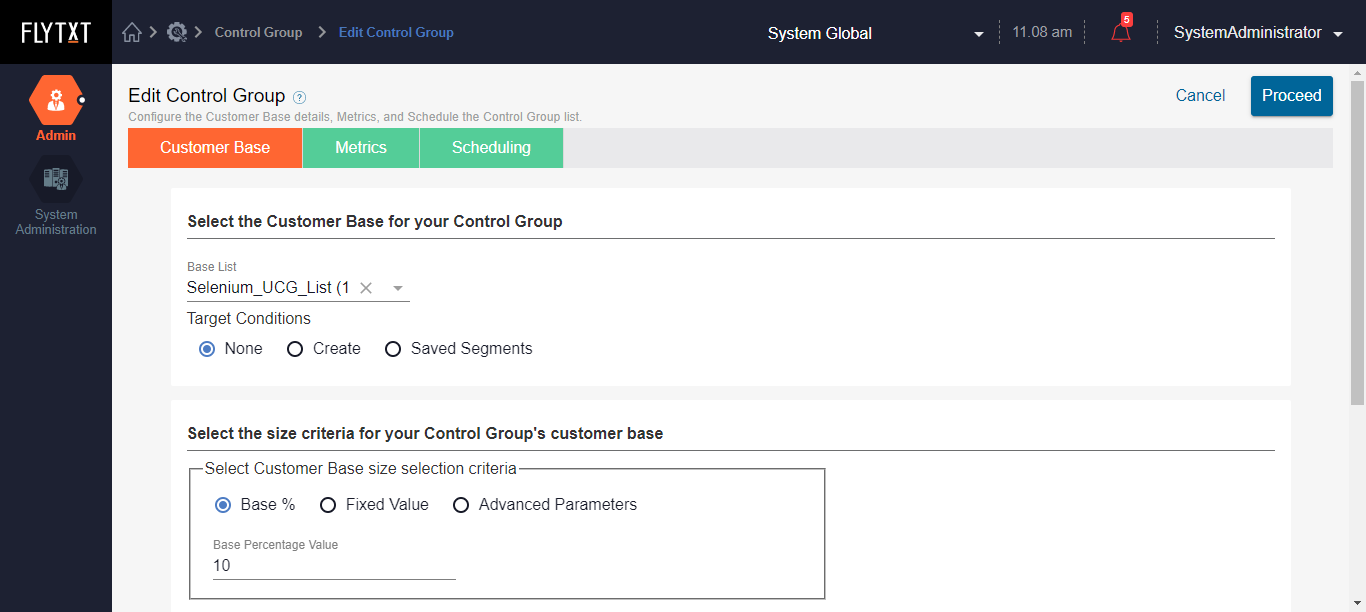 FLYTXT
Control Group
Edit Control Group
System Global
11.08 am
5
SystemAdministrator
Admin
System
Administration
Edit Control Group ?
Cancel
Proceed
Configure the Customer Base details, Metrics, and Schedule the Control Group list.
Customer Base
Metrics
Scheduling
Select the Customer Base for your Control Group
Base List
Selenium_UCG_List (1
Target Conditions
None
Create
Saved Segments
Select the size criteria for your Control Group's customer base
Select Customer Base size selection criteria
Base %
Fixed Value
Advanced Parameters
Base Percentage Value
10